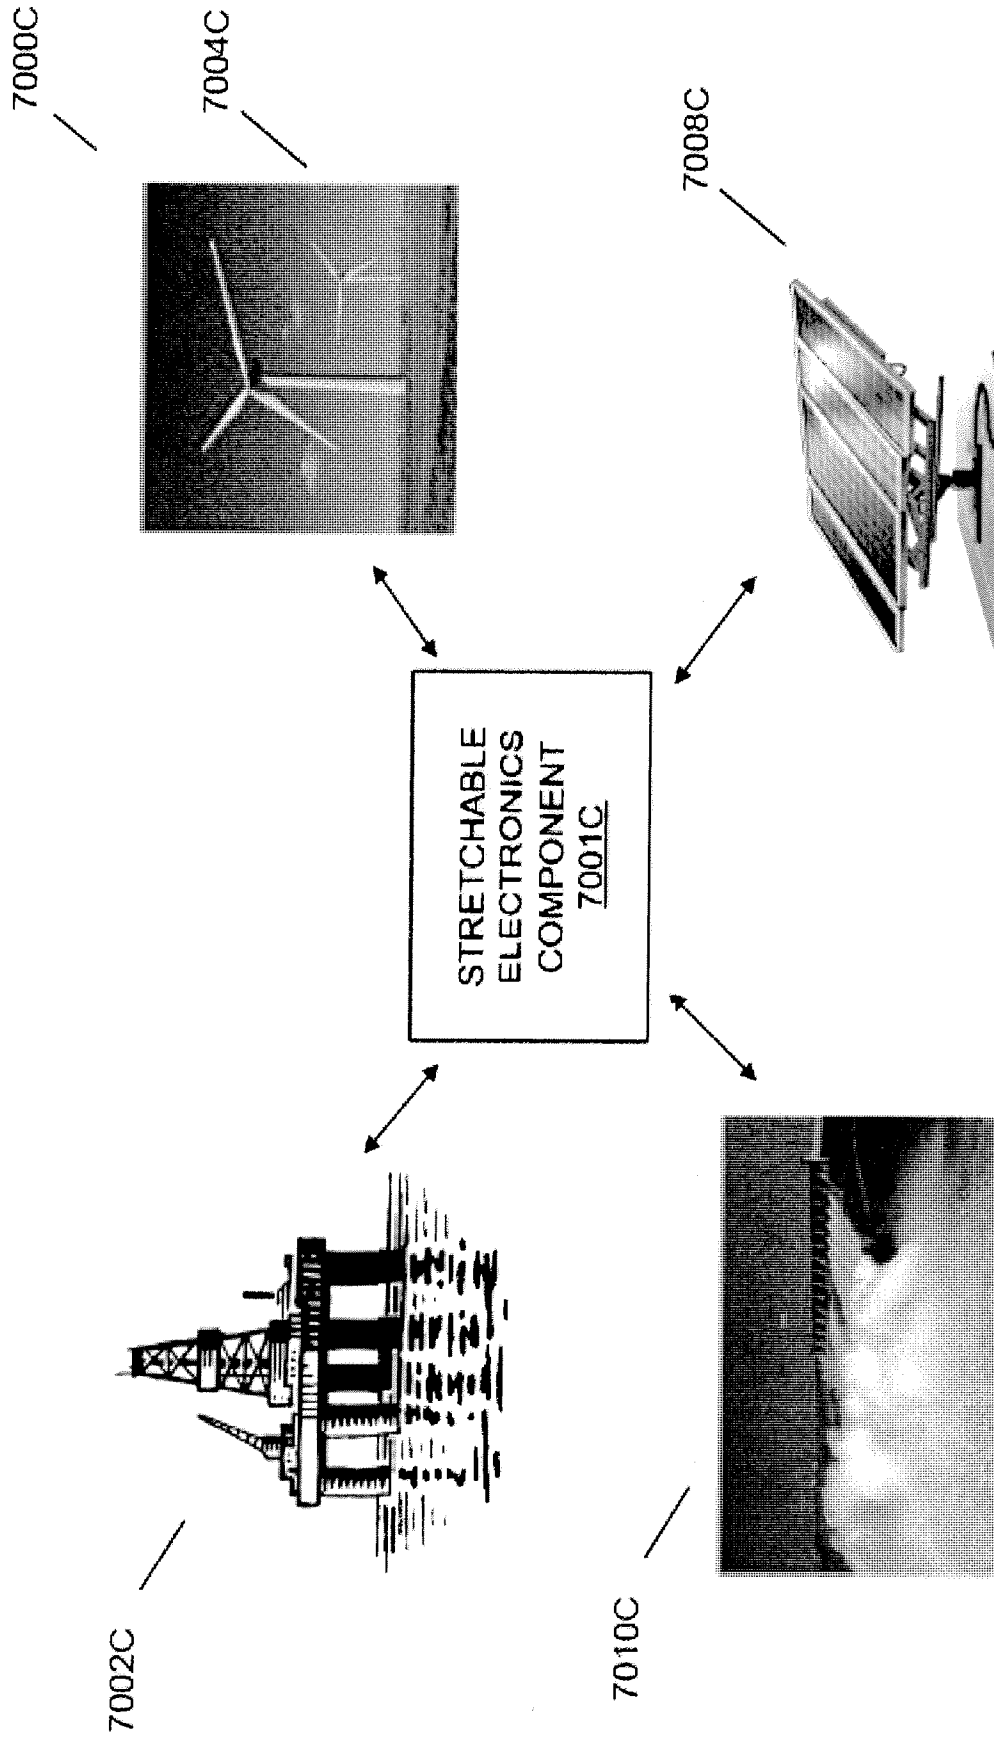 7000C
7004C
7002C
STRETCHABLE
ELECTRONICS
COMPONENT
7001C
7008C
7010C